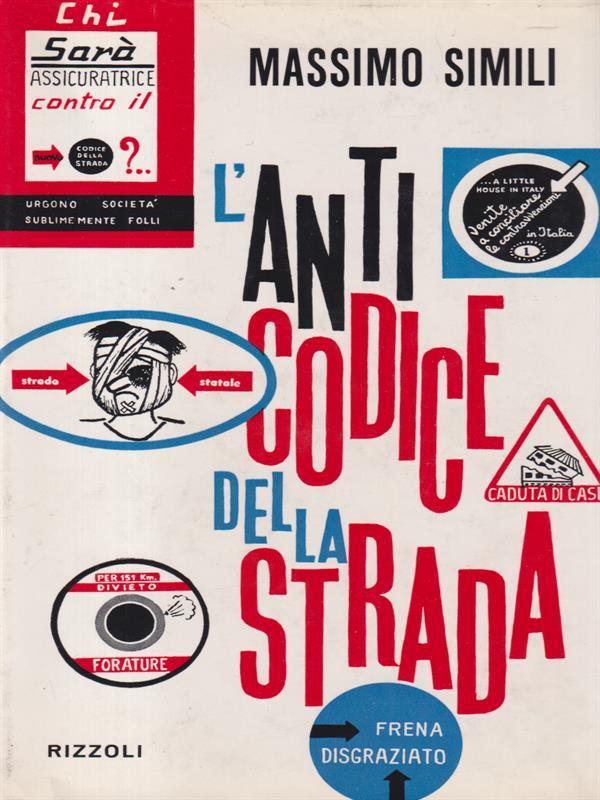 Chi
Sarà
ASSICURATRICE
contro il
nuovo
CODICE
DELLA
STRADA
?...
URGONO SOCIETA'
SUBLIMEMENTE FOLLI
MASSIMO SIMILI
L'ANTI
CODICE
DELLA
STRADA
...A LITTLE
HOUSE IN ITALY
Venite
a conciliare
le contravvenzioni
in Italia
1
strada
statale
CADUTA DI CASE
PER 151 Km.
DIVIETO
FORATURE
FRENA
DISGRAZIATO
RIZZOLI